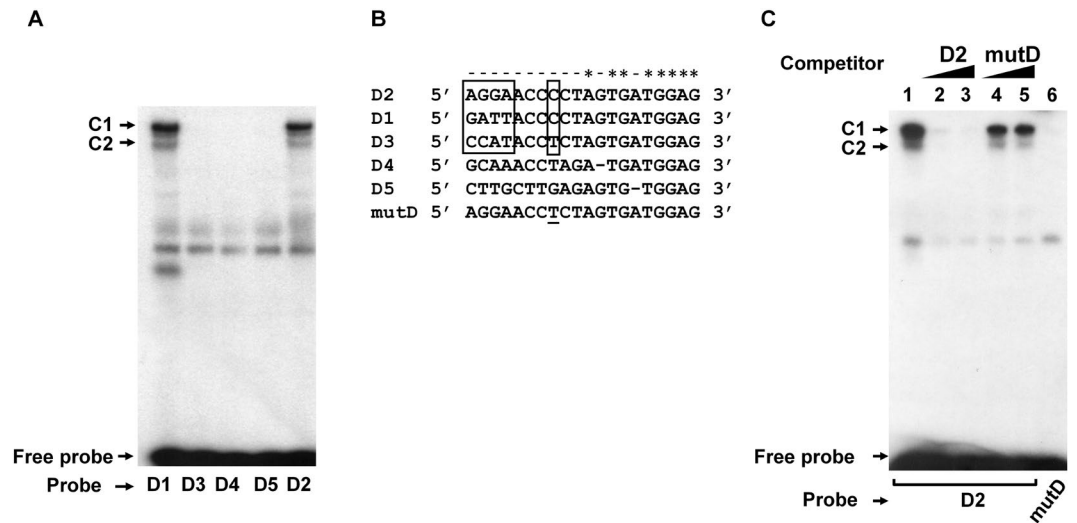 A
C1
C2
Free probe
Probe D1 D3 D4 D5 D2
B
----------*-**-*****
D2 5′ AGGAACCCCTAGTGATGGAG 3′
D1 5′ GATTACCCCTAGTGATGGAG 3′
D3 5′ CCATACCTCTAGTGATGGAG 3′
D4 5′ GCAAACCTAGA-TGATGGAG 3′
D5 5′ CTTGCTTGAGAGTG-TGGAG 3′
mutD 5′ AGGAACCTCTAGTGATGGAG 3′
C
Competitor D2 mutD
1 2 3 4 5 6
C1
C2
Free probe
Probe D2 mutD